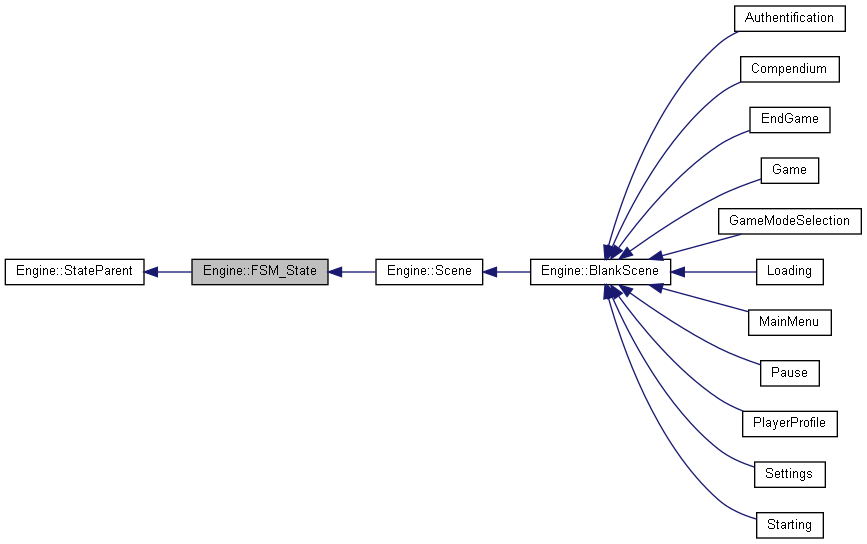 Authentification
Compendium
EndGame
Game
GameModeSelection
Engine::StateParent
Engine::FSM_State
Engine::Scene
Engine::BlankScene
Loading
MainMenu
Pause
PlayerProfile
Settings
Starting